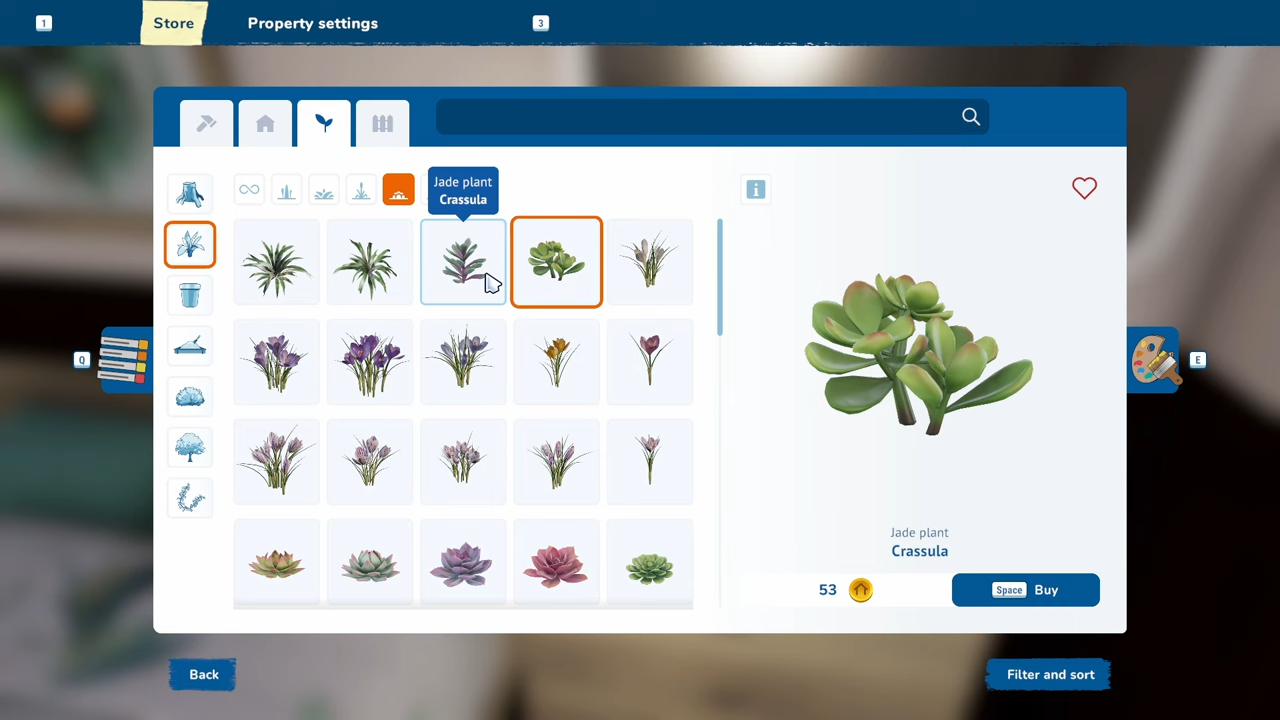 1
Store
Property settings
3
Jade plant
Crassula
Q
E
Jade plant
Crassula
53
Space
Buy
Back
Filter and sort